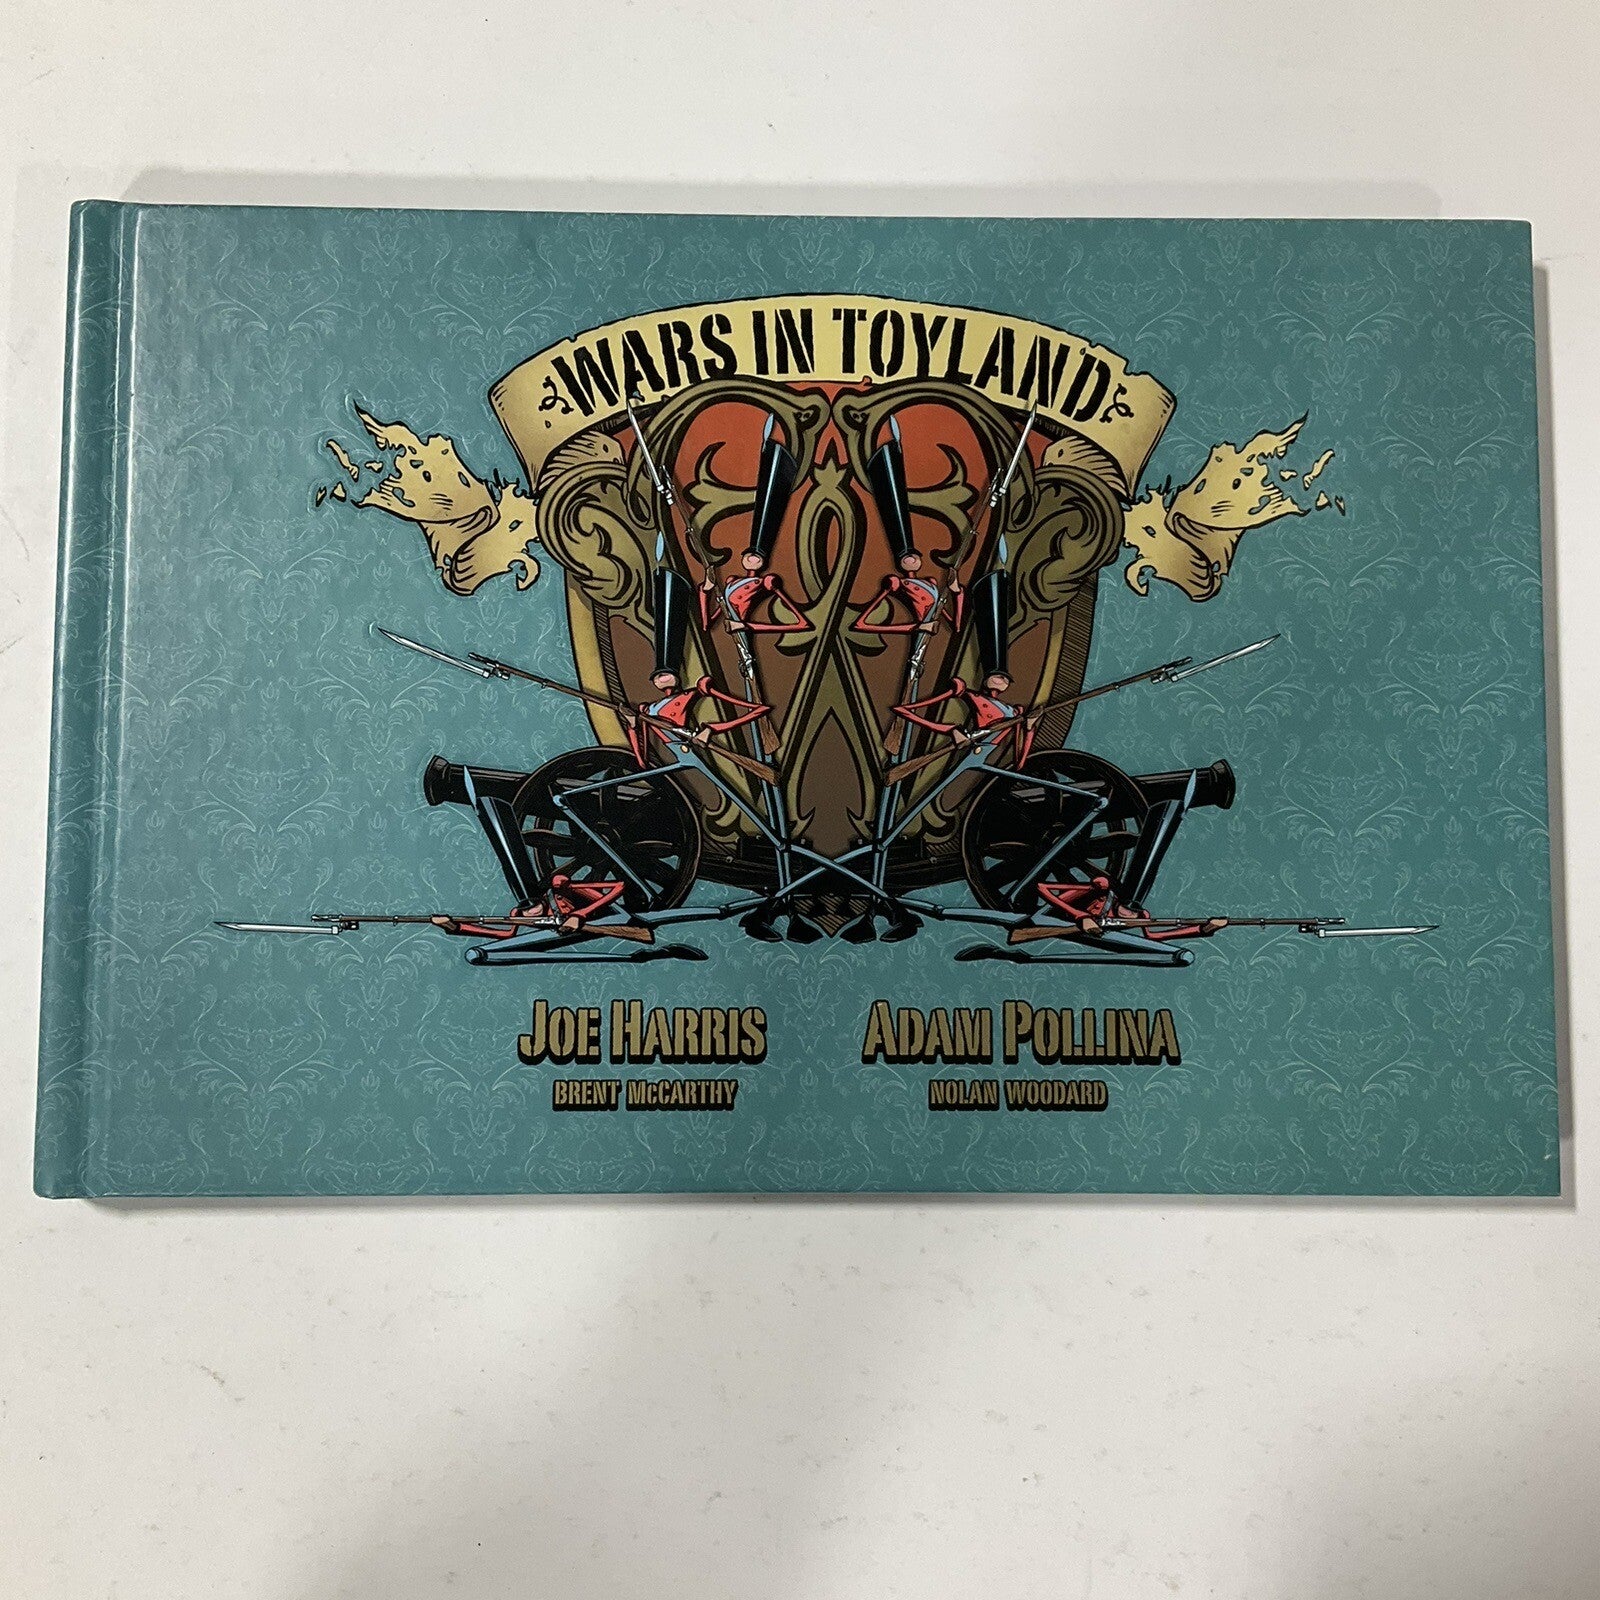 WARS IN TOYLAND
JOE HARRIS
ADAM POLLINA
BRENT McCARTHY
NOLAN WOODARD